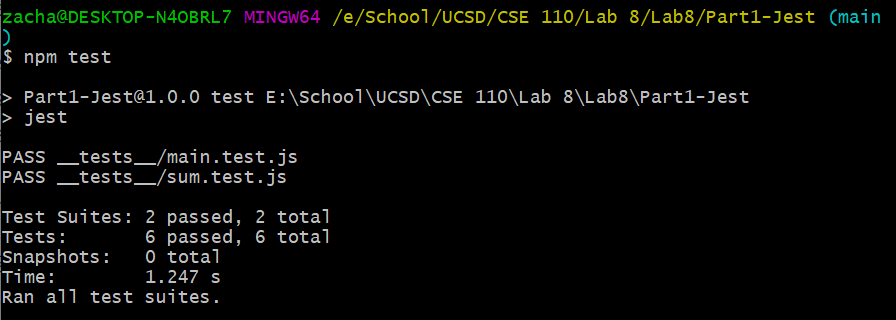 zacha@DESKTOP-N4OBRL7 MINGW64 /e/School/UCSD/CSE 110/Lab 8/Lab8/Part1-Jest (main
)
$ npm test
> Part1-Jest@1.0.0 test E:\School\UCSD\CSE 110\Lab 8\Lab8\Part1-Jest
> jest
PASS __tests__/main.test.js
PASS __tests__/sum.test.js
Test Suites: 2 passed, 2 total
Tests:       6 passed, 6 total
Snapshots:   0 total
Time:        1.247 s
Ran all test suites.